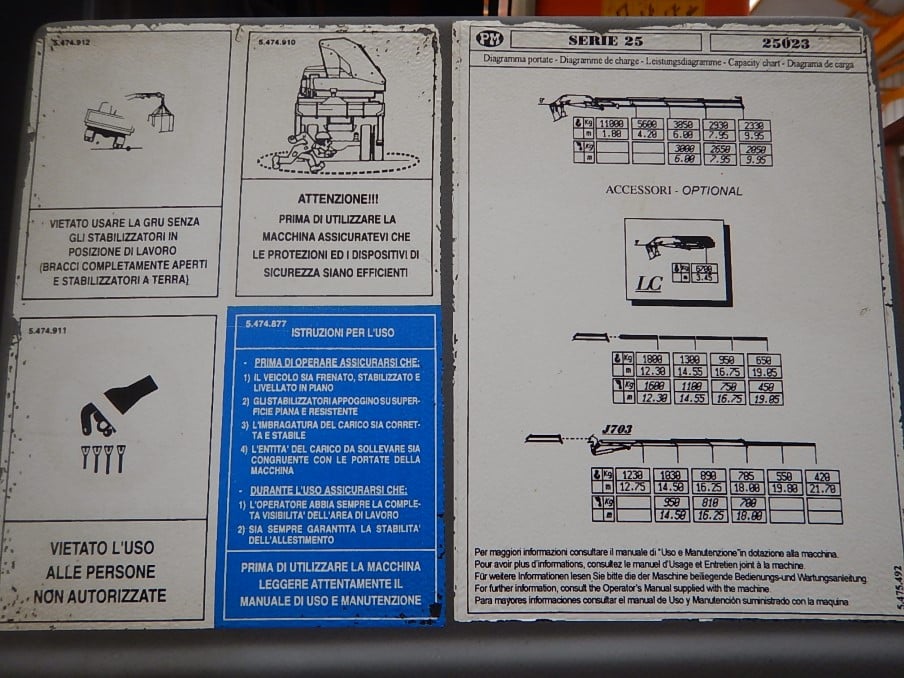 5.474.912
VIETATO USARE LA GRU SENZA
GLI STABILIZZATORI IN
POSIZIONE DI LAVORO
(BRACCI COMPLETAMENTE APERTI
E STABILIZZATORI A TERRA)
5.474.910
ATTENZIONE!!!
PRIMA DI UTILIZZARE LA
MACCHINA ASSICURATEVI CHE
LE PROTEZIONI ED I DISPOSITIVI DI
SICUREZZA SIANO EFFICIENTI
5.474.911
VIETATO L'USO
ALLE PERSONE
NON AUTORIZZATE
5.474.877
ISTRUZIONI PER L'USO
- PRIMA DI OPERARE ASSICURARSI CHE:
1) IL VEICOLO SIA FRENATO, STABILIZZATO E
LIVELLATO IN PIANO
2) GLI STABILIZZATORI APPOGGINO SU SUPER-
FICIE PIANA E RESISTENTE
3) L'IMBRAGATURA DEL CARICO SIA CORRET-
TA E STABILE
4) L'ENTITA' DEL CARICO DA SOLLEVARE SIA
CONGRUENTE CON LE PORTATE DELLA
MACCHINA
- DURANTE L'USO ASSICURARSI CHE:
1) L'OPERATORE ABBIA SEMPRE LA COMPLE-
TA VISIBILITA' DELL'AREA DI LAVORO
2) SIA SEMPRE GARANTITA LA STABILITA'
DELL'ALLESTIMENTO
PRIMA DI UTILIZZARE LA MACCHINA
LEGGERE ATTENTAMENTE IL
MANUALE DI USO E MANUTENZIONE
PM SERIE 25 25023
Diagramma portate - Diagramme de charge - Leistungsdiagramme - Capacity chart - Diagrama de carga
Kg 11000 5600 3850 2930 2330
m 1.80 4.20 6.00 7.95 9.95
Kg 3000 2650 2050
m 6.00 7.95 9.95
ACCESSORI - OPTIONAL
Kg 6700
m 3.45
LC
Kg 1800 1300 950 650
m 12.30 14.55 16.75 19.05
Kg 1600 1100 750 450
m 12.30 14.55 16.75 19.05
J703
Kg 1230 1030 890 785 550 420
m 12.75 14.50 16.25 18.00 19.80 21.70
Kg 950 810 700
m 14.50 16.25 18.00
Per maggiori informazioni consultare il manuale di "Uso e Manutenzione" in dotazione alla macchina.
Pour avoir plus d'informations, consultez le manuel d'Usage et Entretien joint à la machine.
Für weitere Informationen lesen Sie bitte die der Maschine beiliegende Bedienungs-und Wartungsanleitung
For further information, consult the Operator's Manual supplied with the machine.
Para mayores informaciones consultar el manual de Uso y Manutención suministrado con la maquina
5.475.492